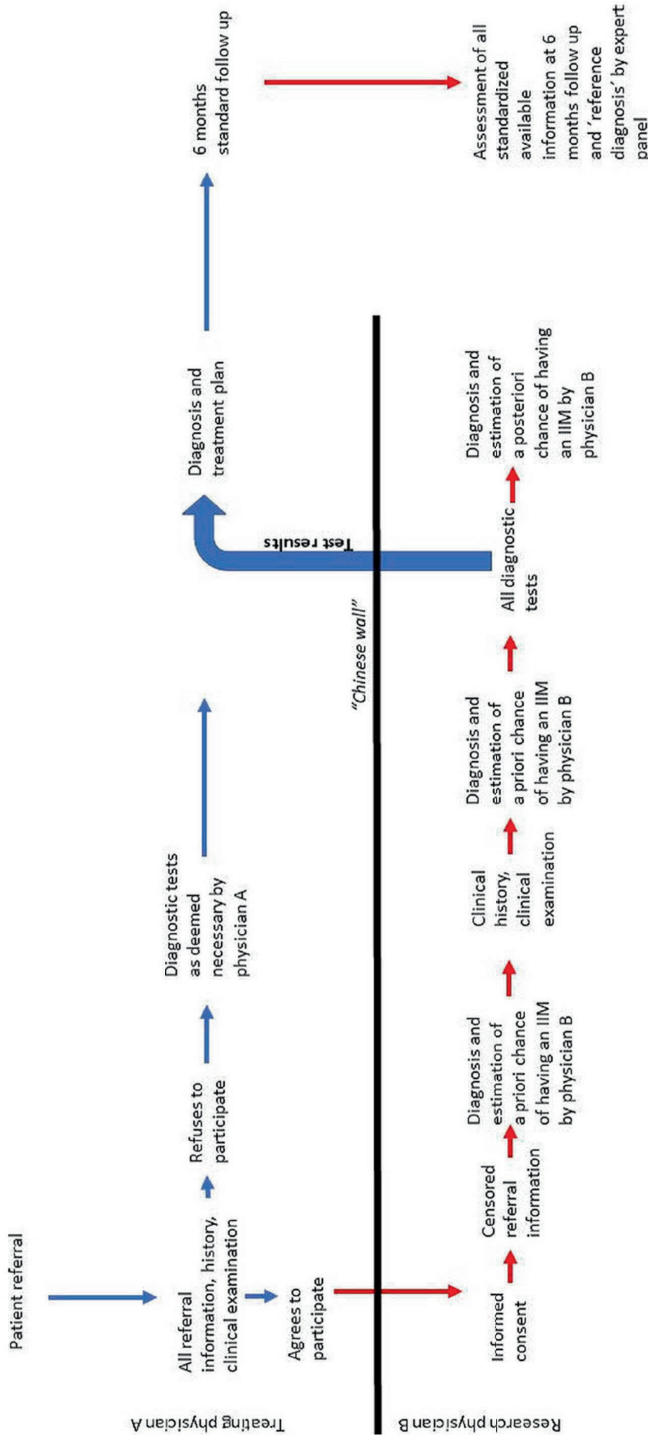 Patient referral
Treating physician A
All referral
information, history,
clinical examination
Refuses to
participate
Diagnostic tests
as deemed
necessary by
physician A
Diagnosis and
treatment plan
6 months
standard follow up
Agrees to
participate
Test results
"Chinese wall"
Research physician B
Informed
consent
Censored
referral
information
Diagnosis and
estimation of
a priori chance
of having an IIM
by physician B
Clinical
history,
clinical
examination
Diagnosis and
estimation of
a priori chance
of having an IIM
by physician B
All diagnostic
tests
Diagnosis and
estimation of
a posteriori
chance of having
an IIM by
physician B
Assessment of all
standardized
available
information at 6
months follow up
and ‘reference
diagnosis’ by expert
panel